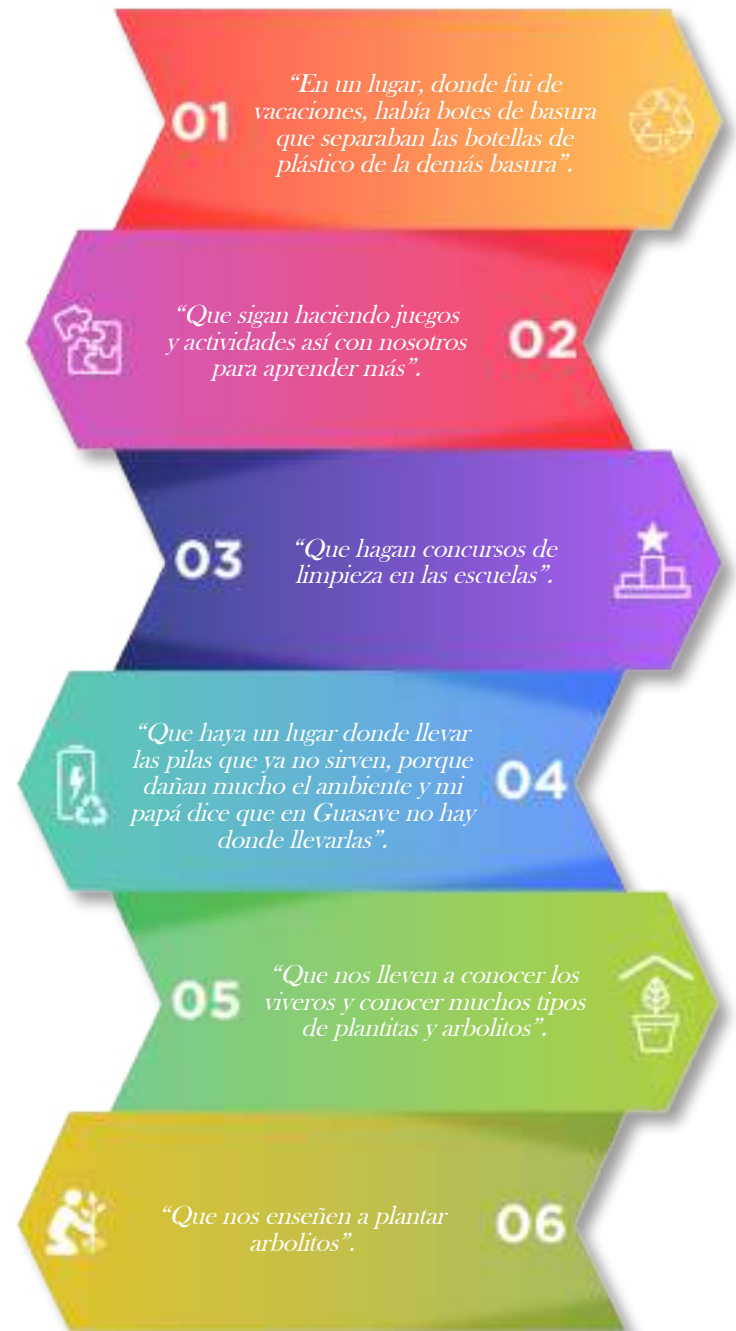 01
“En un lugar, donde fui de
vacaciones, había botes de basura
que separaban las botellas de
plástico de la demás basura”.
“Que sigan haciendo juegos
y actividades así con nosotros
para aprender más”.
02
03
“Que hagan concursos de
limpieza en las escuelas”.
“Que haya un lugar donde llevar
las pilas que ya no sirven, porque
dañan mucho el ambiente y mi
papá dice que en Guasave no hay
donde llevarlas”.
04
05
“Que nos lleven a conocer los
viveros y conocer muchos tipos
de plantitas y arbolitos”.
“Que nos enseñen a plantar
arbolitos”.
06